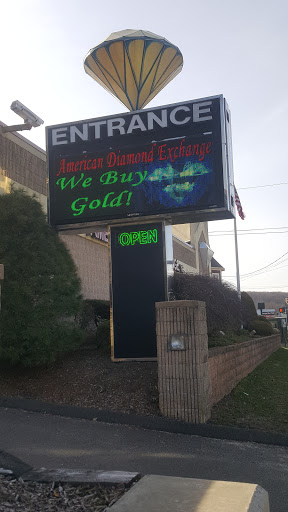 ENTRANCE
American Diamond Exchange
We Buy
Gold!
OPEN